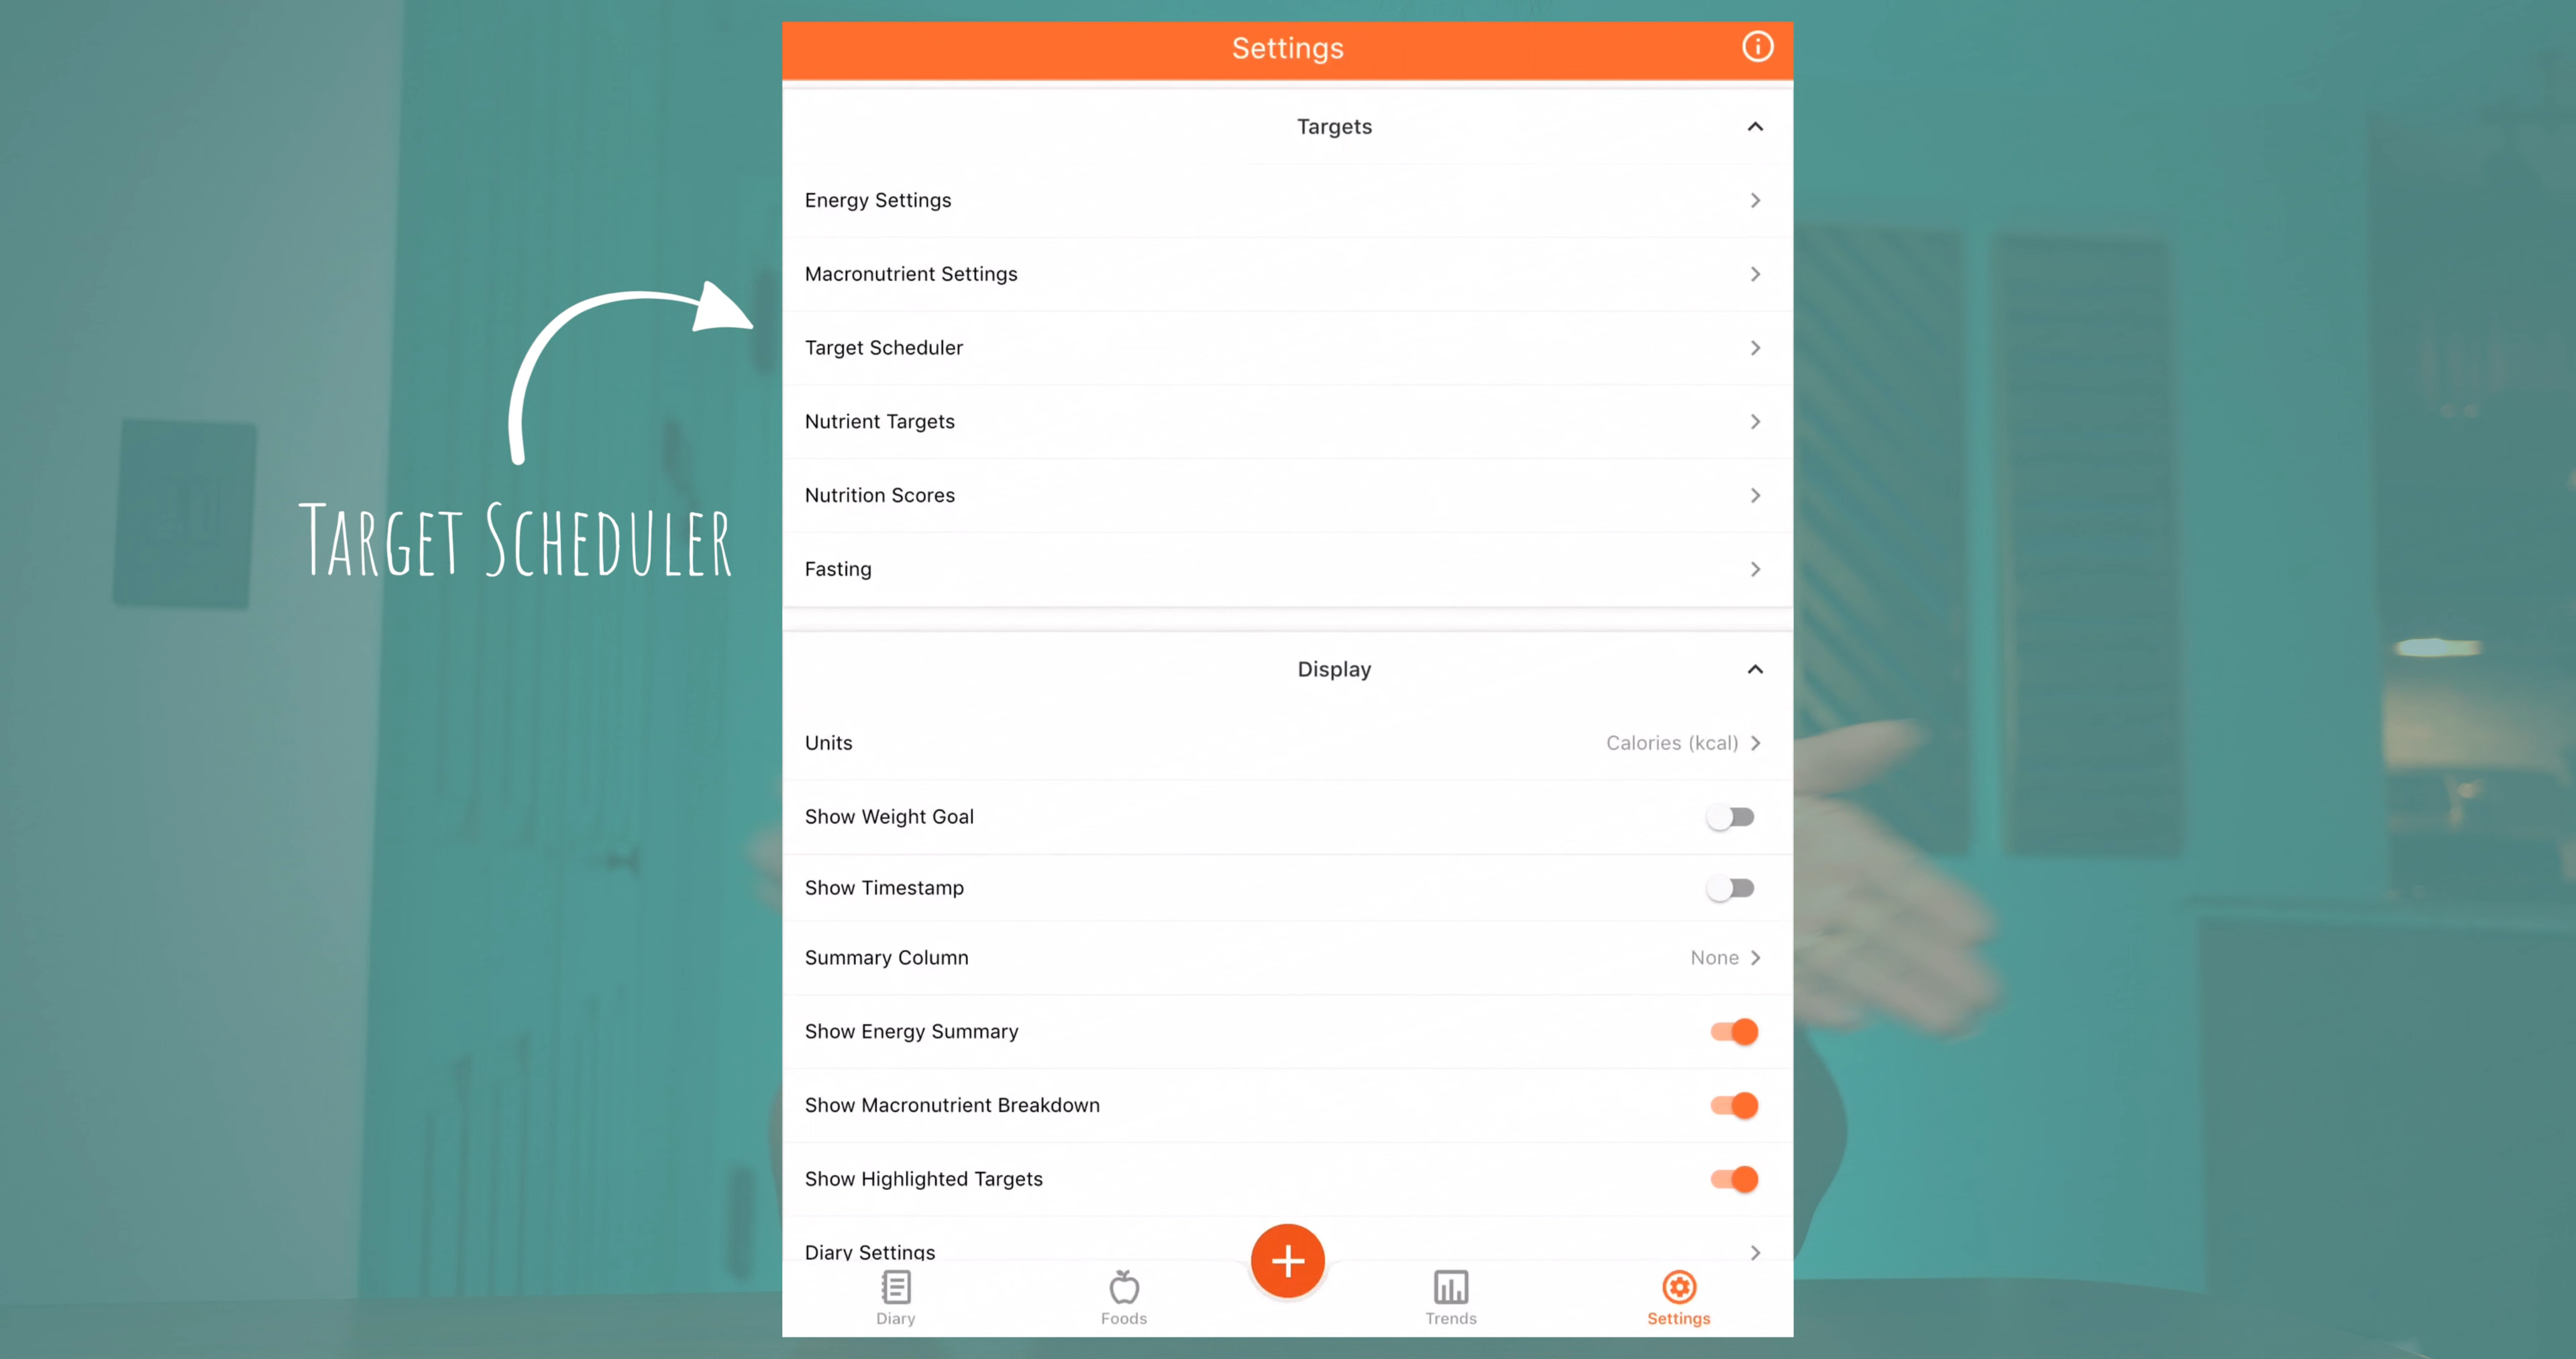 Settings
Targets
Energy Settings
Macronutrient Settings
Target Scheduler
Nutrient Targets
Nutrition Scores
Fasting
TARGET SCHEDULER
Display
Units Calories (kcal)
Show Weight Goal
Show Timestamp
Summary Column None
Show Energy Summary
Show Macronutrient Breakdown
Show Highlighted Targets
Diary Settings
Diary Foods Trends Settings